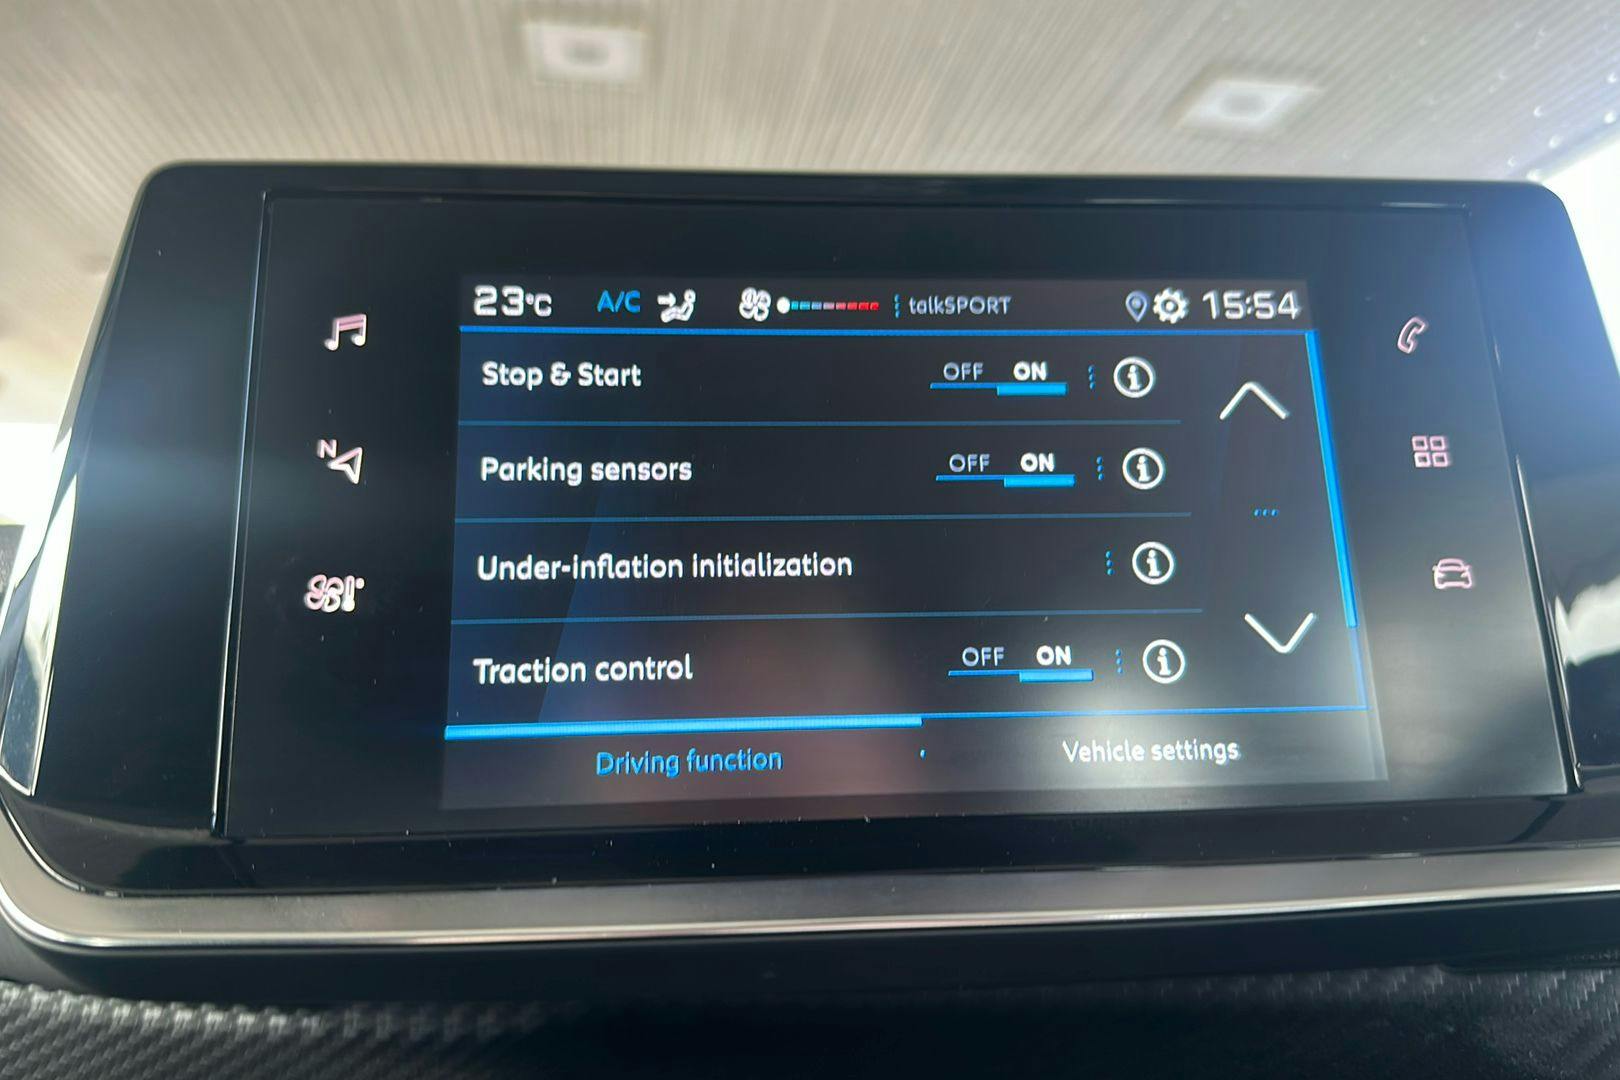 23°C A/C talkSPORT 15:54
Stop & Start OFF ON
Parking sensors OFF ON
Under-inflation initialization
Traction control OFF ON
Driving function Vehicle settings
N